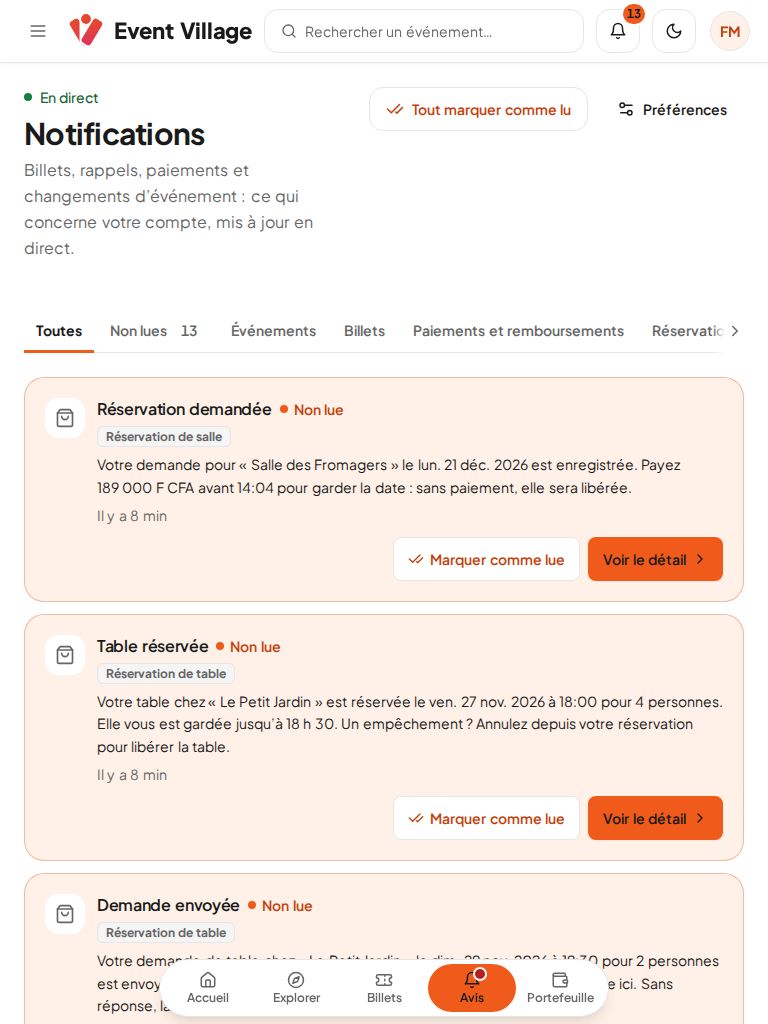 Event Village
Rechercher un événement...
13
FM
En direct
Tout marquer comme lu
Préférences
Notifications
Billets, rappels, paiements et
changements d'événement : ce qui
concerne votre compte, mis à jour en
direct.
Toutes
Non lues 13
Événements
Billets
Paiements et remboursements
Réservatio
Réservation demandée
Non lue
Réservation de salle
Votre demande pour « Salle des Fromagers » le lun. 21 déc. 2026 est enregistrée. Payez
189 000 F CFA avant 14:04 pour garder la date : sans paiement, elle sera libérée.
Il y a 8 min
Marquer comme lue
Voir le détail
Table réservée
Non lue
Réservation de table
Votre table chez « Le Petit Jardin » est réservée le ven. 27 nov. 2026 à 18:00 pour 4 personnes.
Elle vous est gardée jusqu'à 18 h 30. Un empêchement ? Annulez depuis votre réservation
pour libérer la table.
Il y a 8 min
Marquer comme lue
Voir le détail
Demande envoyée
Non lue
Réservation de table
pour 2 personnes
est envoy
e ici. Sans
réponse, la
Accueil
Explorer
Billets
Avis
Portefeuille